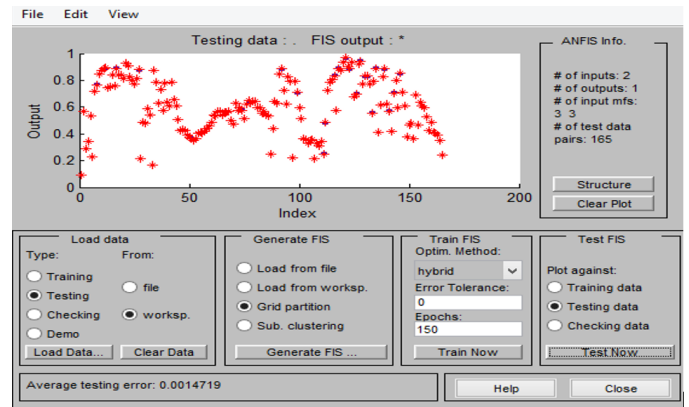 File Edit View
Testing data : . FIS output : *
Output
1
0.8
0.6
0.4
0.2
0
0 50 100 150 200
Index
ANFIS Info.
# of inputs: 2
# of outputs: 1
# of input mfs:
3 3
# of test data
pairs: 165
Structure
Clear Plot
Load data
Type: From:
Training
Testing
Checking
Demo
file
worksp.
Load Data... Clear Data
Generate FIS
Load from file
Load from worksp.
Grid partition
Sub. clustering
Generate FIS ...
Train FIS
Optim. Method:
hybrid
Error Tolerance:
0
Epochs:
150
Train Now
Test FIS
Plot against:
Training data
Testing data
Checking data
Test Now
Average testing error: 0.0014719
Help Close